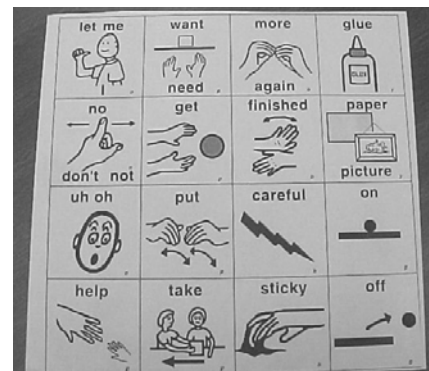 let me
want
more
glue
I
need
again
GLUE
no
get
finished
paper
don't not
picture
uh oh
put
careful
on
help
take
sticky
off